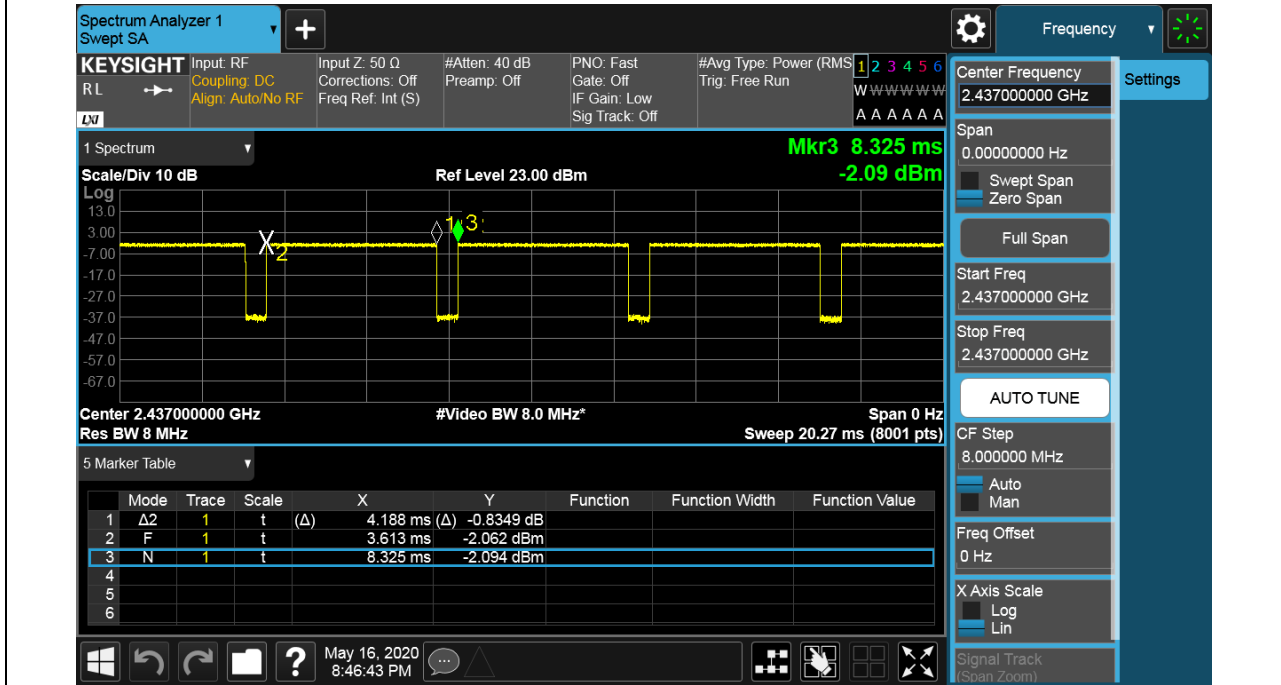 Spectrum Analyzer 1
Swept SA
Frequency
KEYSIGHT
R L
LXI
Input: RF
Coupling: DC
Align: Auto/No RF
Input Z: 50 Ω
Corrections: Off
Freq Ref: Int (S)
#Atten: 40 dB
Preamp: Off
PNO: Fast
Gate: Off
IF Gain: Low
Sig Track: Off
#Avg Type: Power (RMS
Trig: Free Run
1 2 3 4 5 6
W W W W W W
A A A A A A
1 Spectrum
Mkr3 8.325 ms
Scale/Div 10 dB
Ref Level 23.00 dBm
-2.09 dBm
Log
13.0
3.00
-7.00
-17.0
-27.0
-37.0
-47.0
-57.0
-67.0
X2
3
Center 2.437000000 GHz
#Video BW 8.0 MHz*
Span 0 Hz
Res BW 8 MHz
Sweep 20.27 ms (8001 pts)
5 Marker Table
Mode Trace Scale X Y Function Function Width Function Value
1 Δ2 1 t (Δ) 4.188 ms (Δ) -0.8349 dB
2 F 1 t 3.613 ms -2.062 dBm
3 N 1 t 8.325 ms -2.094 dBm
4
5
6
May 16, 2020
8:46:43 PM
Center Frequency
2.437000000 GHz
Settings
Span
0.00000000 Hz
Swept Span
Zero Span
Full Span
Start Freq
2.437000000 GHz
Stop Freq
2.437000000 GHz
AUTO TUNE
CF Step
8.000000 MHz
Auto
Man
Freq Offset
0 Hz
X Axis Scale
Log
Lin
Signal Track
(Span Zoom)